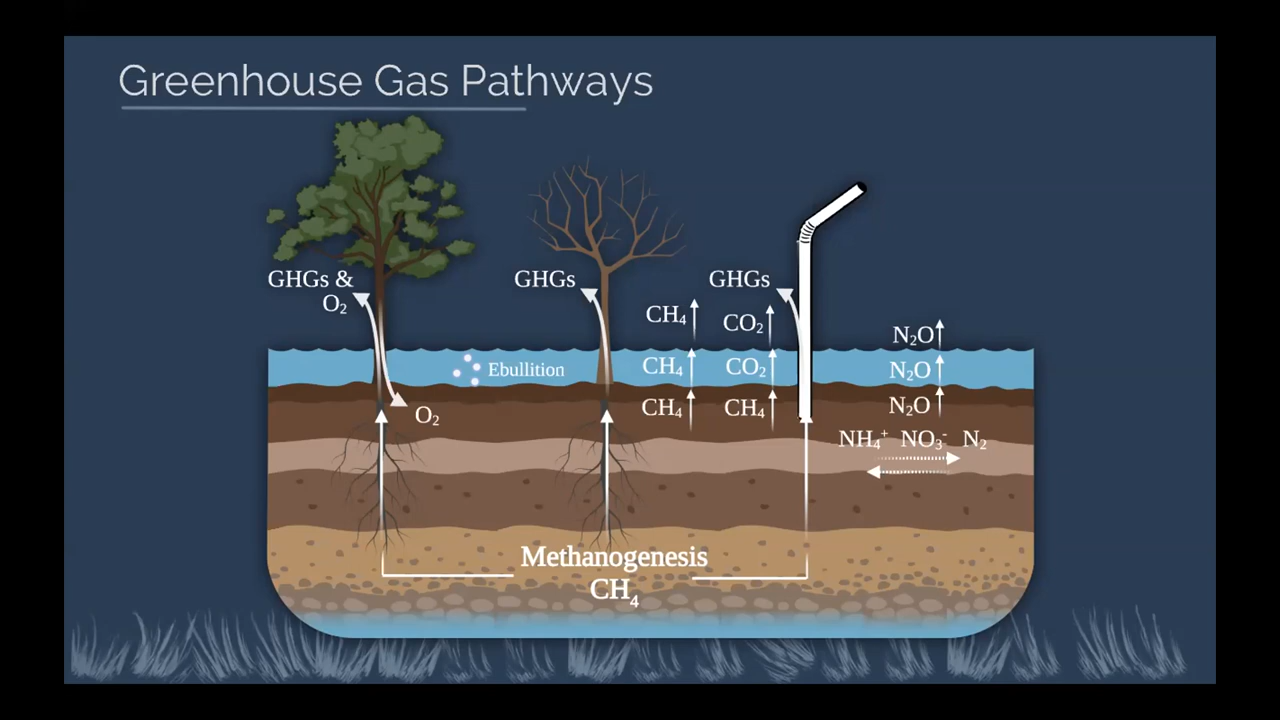 Greenhouse Gas Pathways
GHGs &
O₂
GHGs
GHGs
CH₄
CO₂
N₂O
Ebullition
CH₄
CO₂
N₂O
O₂
CH₄
CH₄
N₂O
NH₄⁺ NO₃⁻ N₂
Methanogenesis
CH₄